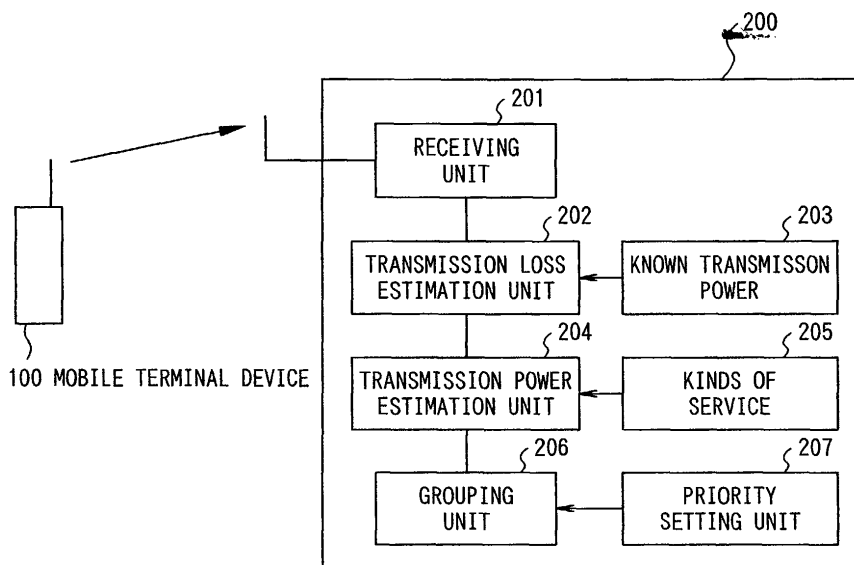 200
201
RECEIVING
UNIT
202
TRANSMISSION LOSS
ESTIMATION UNIT
203
KNOWN TRANSMISSON
POWER
204
TRANSMISSION POWER
ESTIMATION UNIT
205
KINDS OF
SERVICE
100 MOBILE TERMINAL DEVICE
206
GROUPING
UNIT
207
PRIORITY
SETTING UNIT